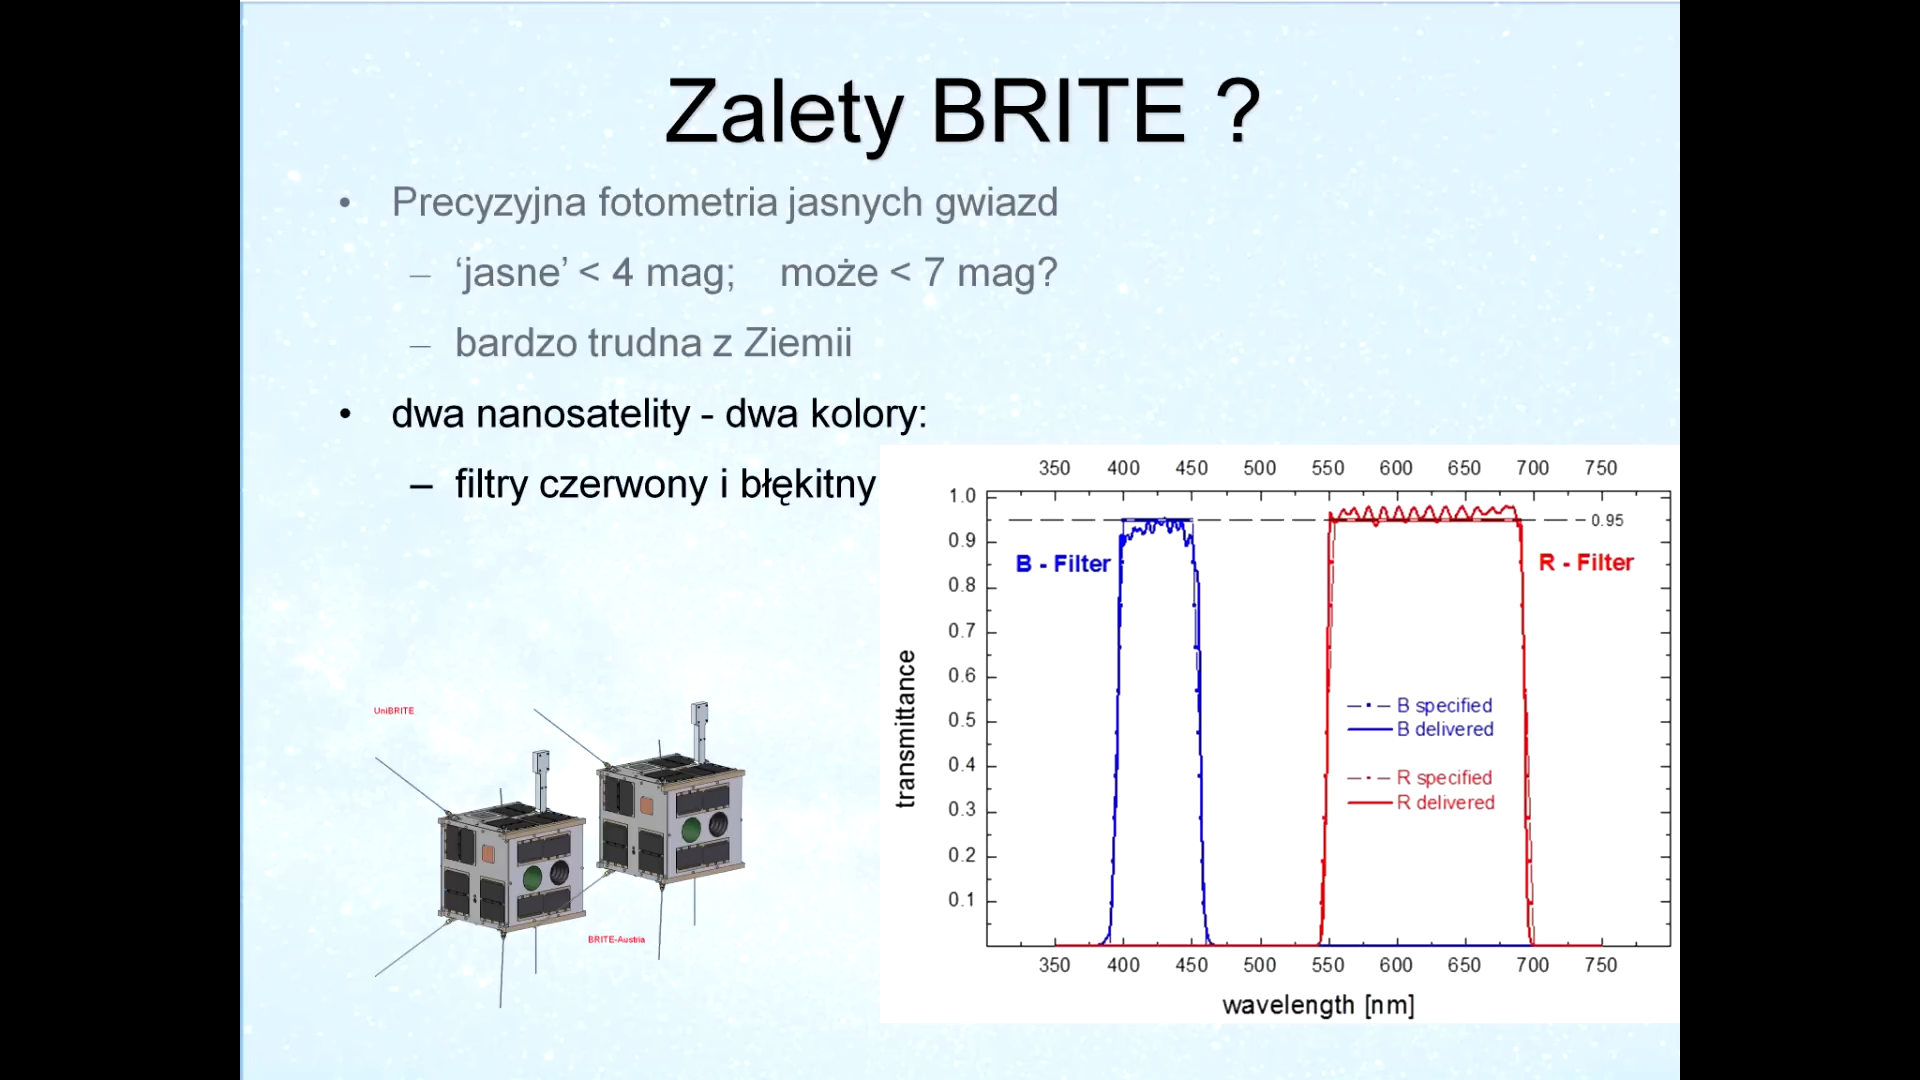 Zalety BRITE ?
• Precyzyjna fotometria jasnych gwiazd
– ‘jasne’ < 4 mag; może < 7 mag?
– bardzo trudna z Ziemii
• dwa nanosatelity - dwa kolory:
– filtry czerwony i błękitny
350 400 450 500 550 600 650 700 750
1.0
0.95
0.9
B - Filter
R - Filter
0.8
0.7
0.6
0.5
0.4
0.3
0.2
0.1
transmittance
B specified
B delivered
R specified
R delivered
350 400 450 500 550 600 650 700 750
wavelength [nm]
UniBRITE
BRITE-Austria